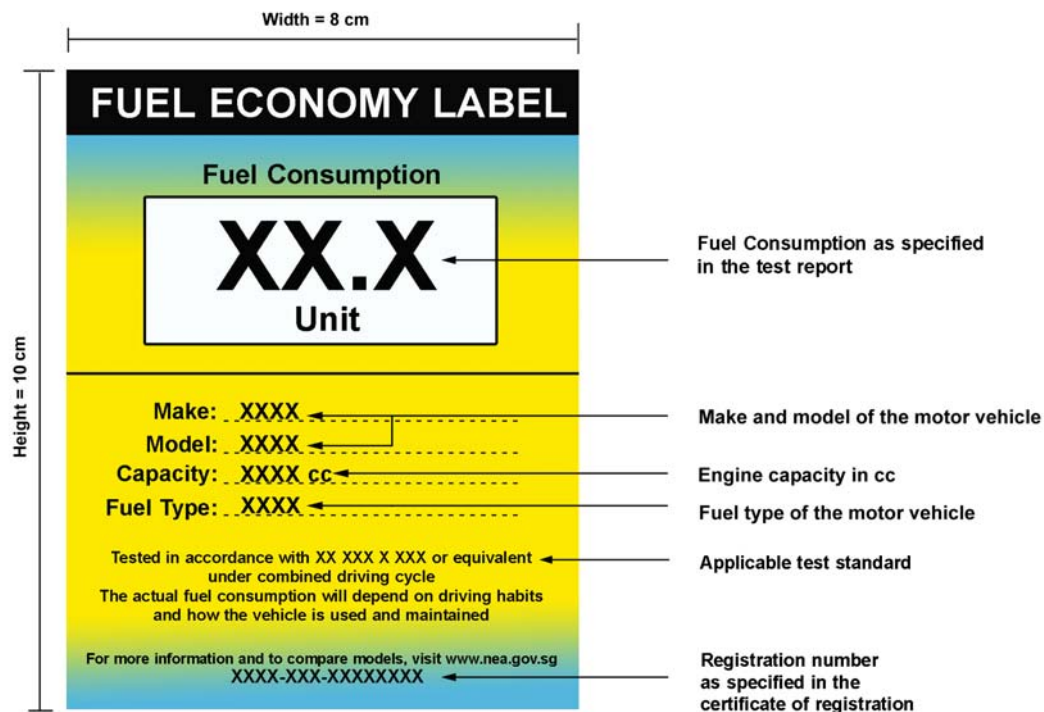 Width = 8 cm
Height = 10 cm
FUEL ECONOMY LABEL
Fuel Consumption
XX.X
Unit
Fuel Consumption as specified
in the test report
Make: XXXX
Model: XXXX
Make and model of the motor vehicle
Capacity: XXXX cc
Engine capacity in cc
Fuel Type: XXXX
Fuel type of the motor vehicle
Tested in accordance with XX XXX X XXX or equivalent
under combined driving cycle
Applicable test standard
The actual fuel consumption will depend on driving habits
and how the vehicle is used and maintained
For more information and to compare models, visit www.nea.gov.sg
XXXX-XXX-XXXXXXXX
Registration number
as specified in the
certificate of registration